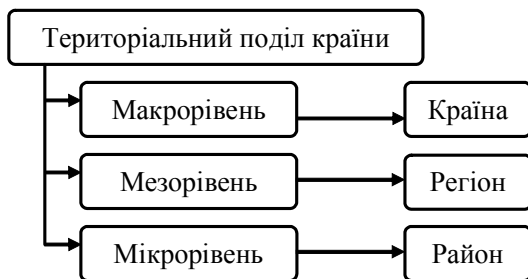 Територіальний поділ країни
Макрорівень
Країна
Мезорівень
Регіон
Мікрорівень
Район